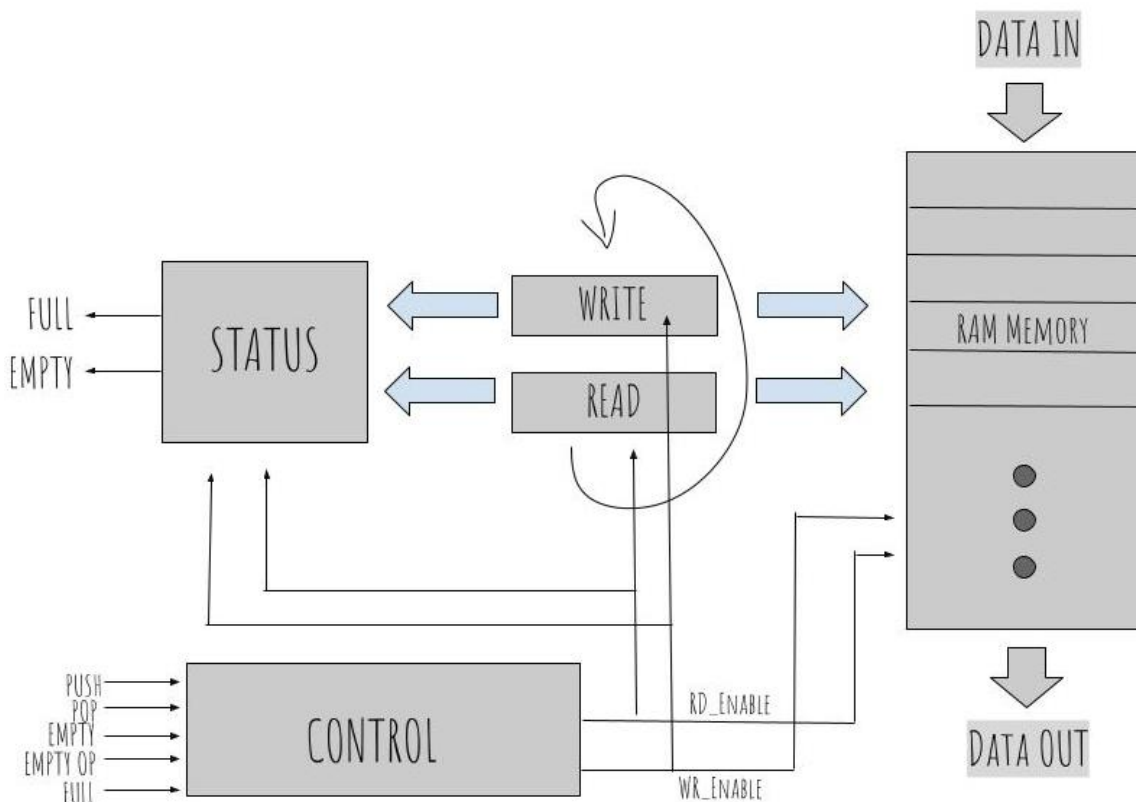 DATA IN
WRITE
FULL
STATUS
RAM MEMORY
EMPTY
READ
PUSH
POP
RD_ENABLE
EMPTY
CONTROL
DATA OUT
EMPTY OP
WR_ENABLE
FULL